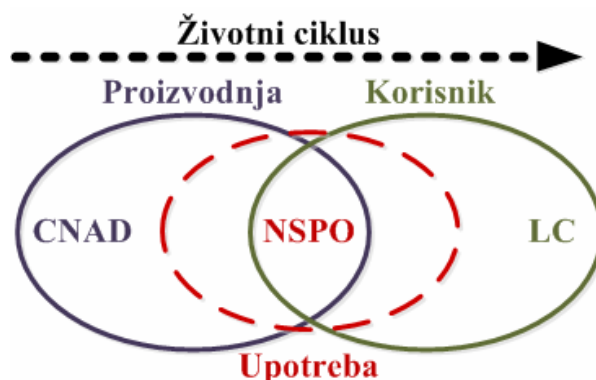 Životni ciklus
Proizvodnja Korisnik
CNAD NSPO LC
Upotreba